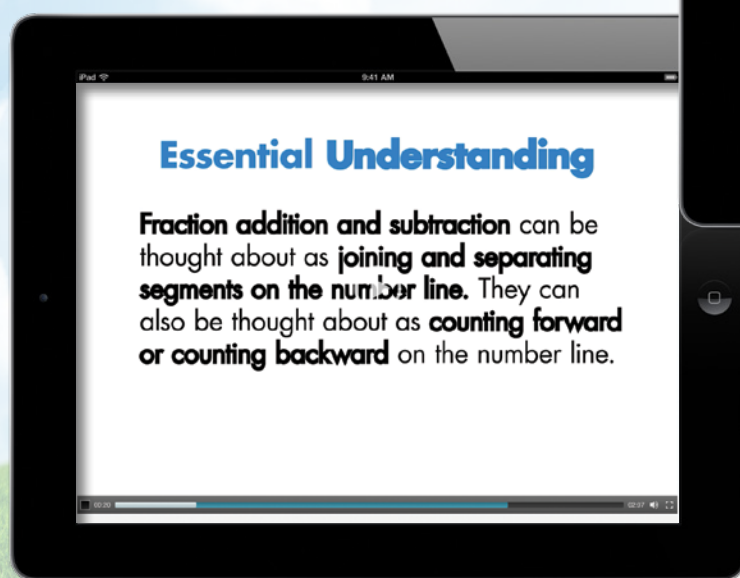 iPad
9:41 AM
Essential Understanding
Fraction addition and subtraction can be
thought about as joining and separating
segments on the number line. They can
also be thought about as counting forward
or counting backward on the number line.
00:20
02:37